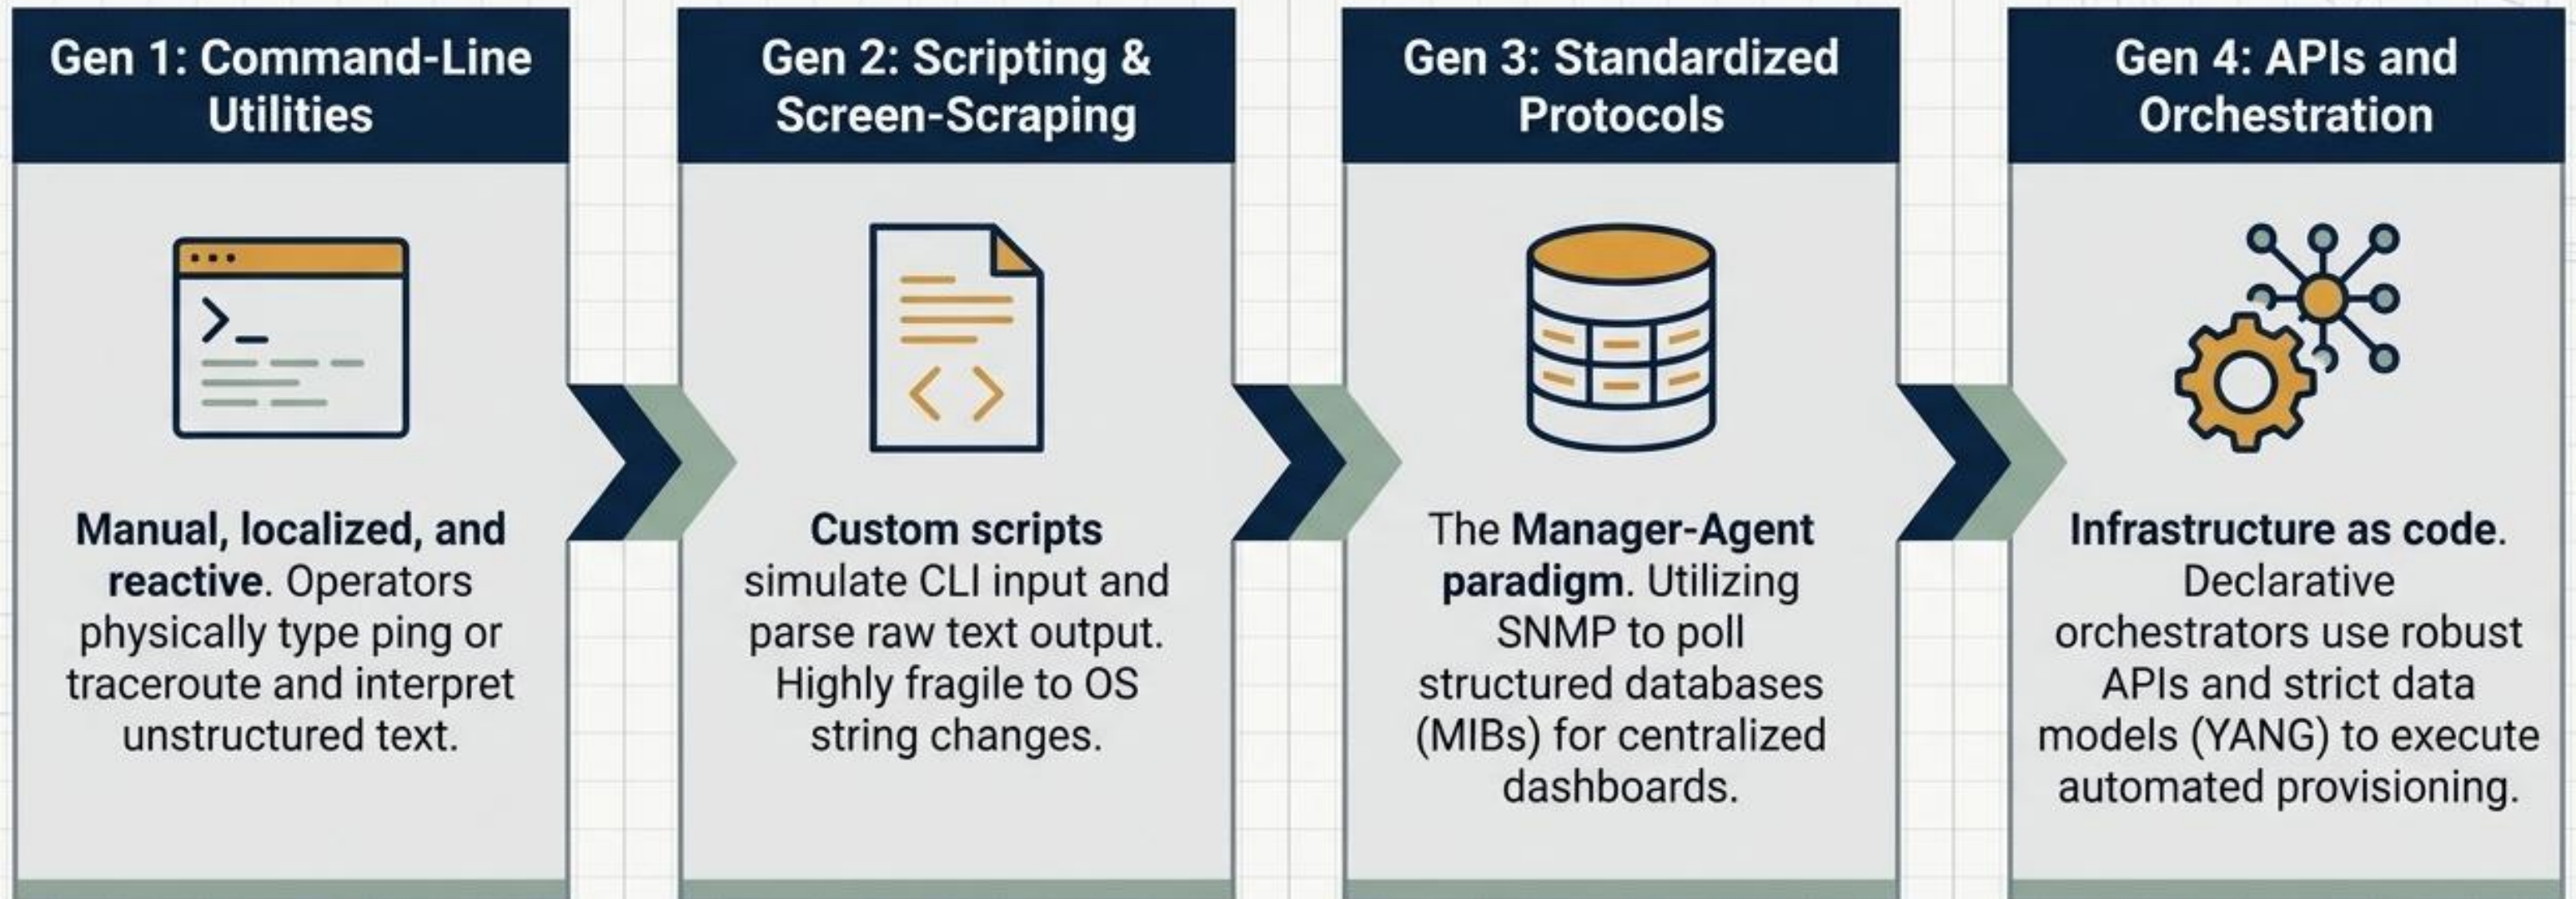 Gen 1: Command-Line
Utilities
>_
Manual, localized, and
reactive. Operators
physically type ping or
traceroute and interpret
unstructured text.
Gen 2: Scripting &
Screen-Scraping
< >
Custom scripts
simulate CLI input and
parse raw text output.
Highly fragile to OS
string changes.
Gen 3: Standardized
Protocols
The Manager-Agent
paradigm. Utilizing
SNMP to poll
structured databases
(MIBs) for centralized
dashboards.
Gen 4: APIs and
Orchestration
Infrastructure as code.
Declarative
orchestrators use robust
APIs and strict data
models (YANG) to execute
automated provisioning.